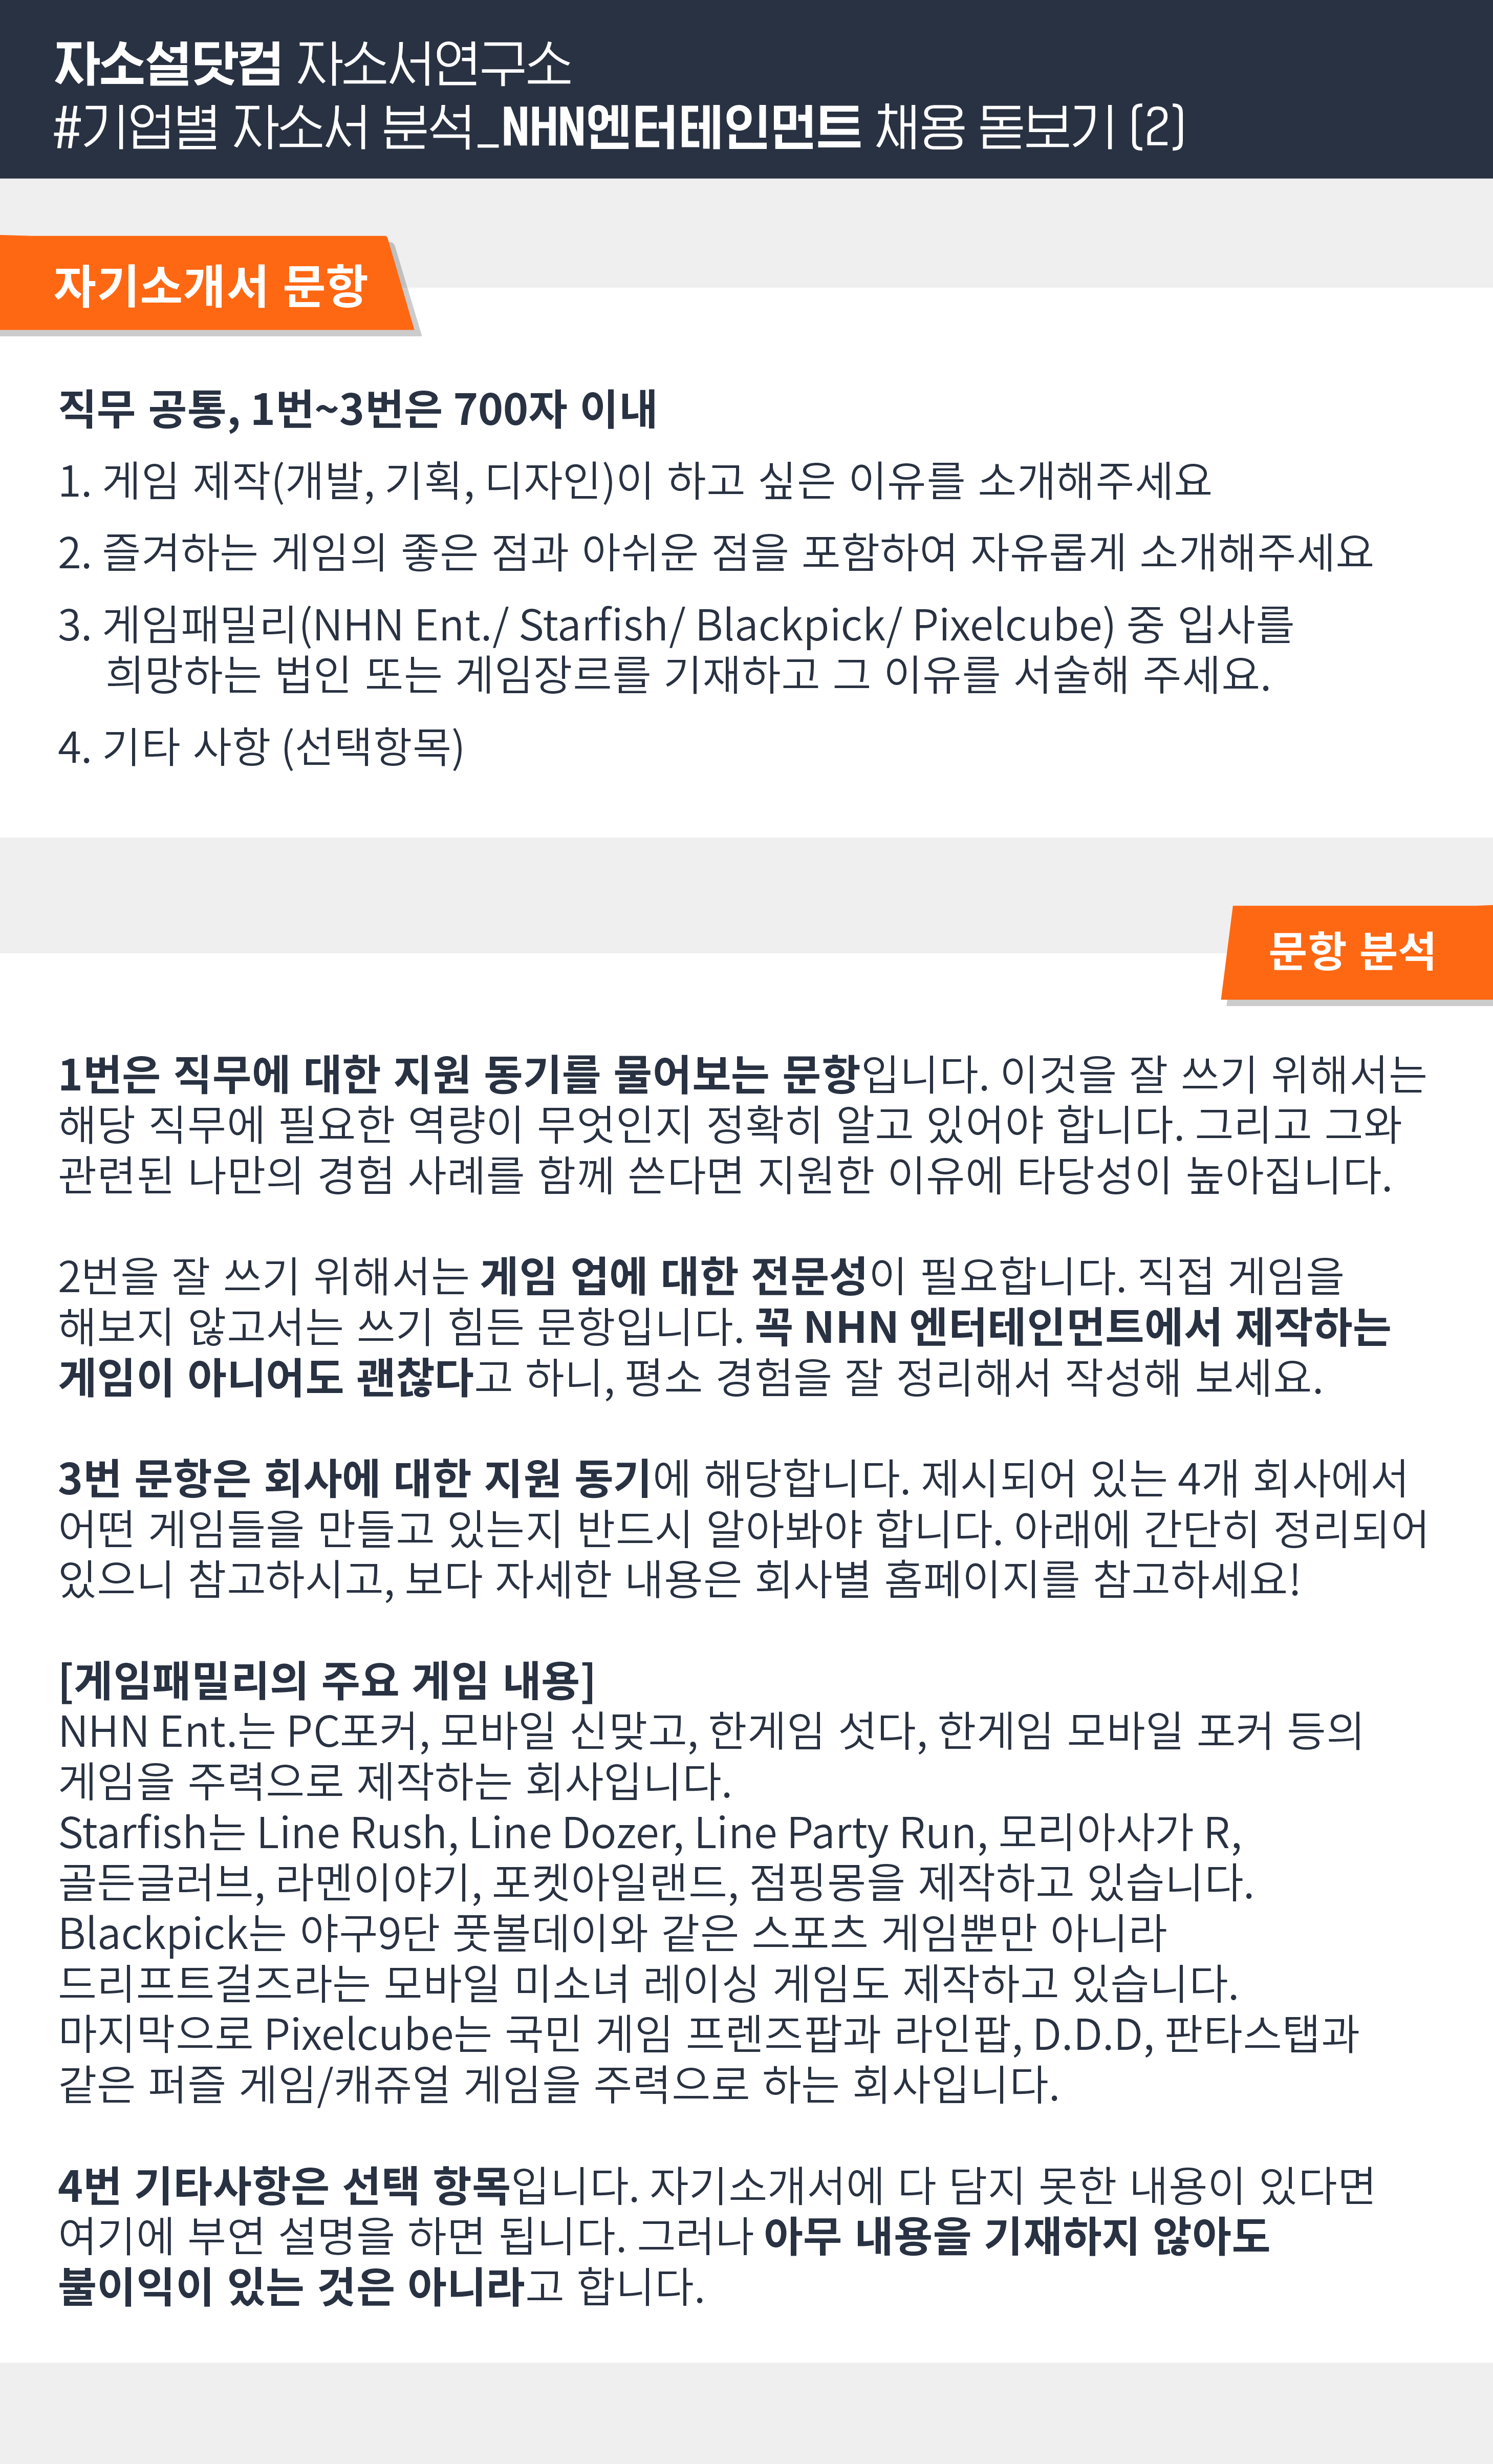 자소설닷컴 자소서연구소
#기업별 자소서 분석_NHN엔터테인먼트 채용 돋보기 (2)
자기소개서 문항
직무 공통, 1번~3번은 700자 이내
1. 게임 제작(개발, 기획, 디자인)이 하고 싶은 이유를 소개해주세요
2. 즐겨하는 게임의 좋은 점과 아쉬운 점을 포함하여 자유롭게 소개해주세요
3. 게임패밀리(NHN Ent./ Starfish/ Blackpick/ Pixelcube) 중 입사를
희망하는 법인 또는 게임장르를 기재하고 그 이유를 서술해 주세요.
4. 기타 사항 (선택항목)
문항 분석
1번은 직무에 대한 지원 동기를 물어보는 문항입니다. 이것을 잘 쓰기 위해서는
해당 직무에 필요한 역량이 무엇인지 정확히 알고 있어야 합니다. 그리고 그와
관련된 나만의 경험 사례를 함께 쓴다면 지원한 이유에 타당성이 높아집니다.
2번을 잘 쓰기 위해서는 게임 업에 대한 전문성이 필요합니다. 직접 게임을
해보지 않고서는 쓰기 힘든 문항입니다. 꼭 NHN 엔터테인먼트에서 제작하는
게임이 아니어도 괜찮다고 하니, 평소 경험을 잘 정리해서 작성해 보세요.
3번 문항은 회사에 대한 지원 동기에 해당합니다. 제시되어 있는 4개 회사에서
어떤 게임들을 만들고 있는지 반드시 알아봐야 합니다. 아래에 간단히 정리되어
있으니 참고하시고, 보다 자세한 내용은 회사별 홈페이지를 참고하세요!
[게임패밀리의 주요 게임 내용]
NHN Ent.는 PC포커, 모바일 신맞고, 한게임 섯다, 한게임 모바일 포커 등의
게임을 주력으로 제작하는 회사입니다.
Starfish는 Line Rush, Line Dozer, Line Party Run, 모리아사가 R,
골든글러브, 라멘이야기, 포켓아일랜드, 점핑몽을 제작하고 있습니다.
Blackpick는 야구9단 풋볼데이와 같은 스포츠 게임뿐만 아니라
드리프트걸즈라는 모바일 미소녀 레이싱 게임도 제작하고 있습니다.
마지막으로 Pixelcube는 국민 게임 프렌즈팝과 라인팝, D.D.D, 판타스탭과
같은 퍼즐 게임/캐쥬얼 게임을 주력으로 하는 회사입니다.
4번 기타사항은 선택 항목입니다. 자기소개서에 다 담지 못한 내용이 있다면
여기에 부연 설명을 하면 됩니다. 그러나 아무 내용을 기재하지 않아도
불이익이 있는 것은 아니라고 합니다.